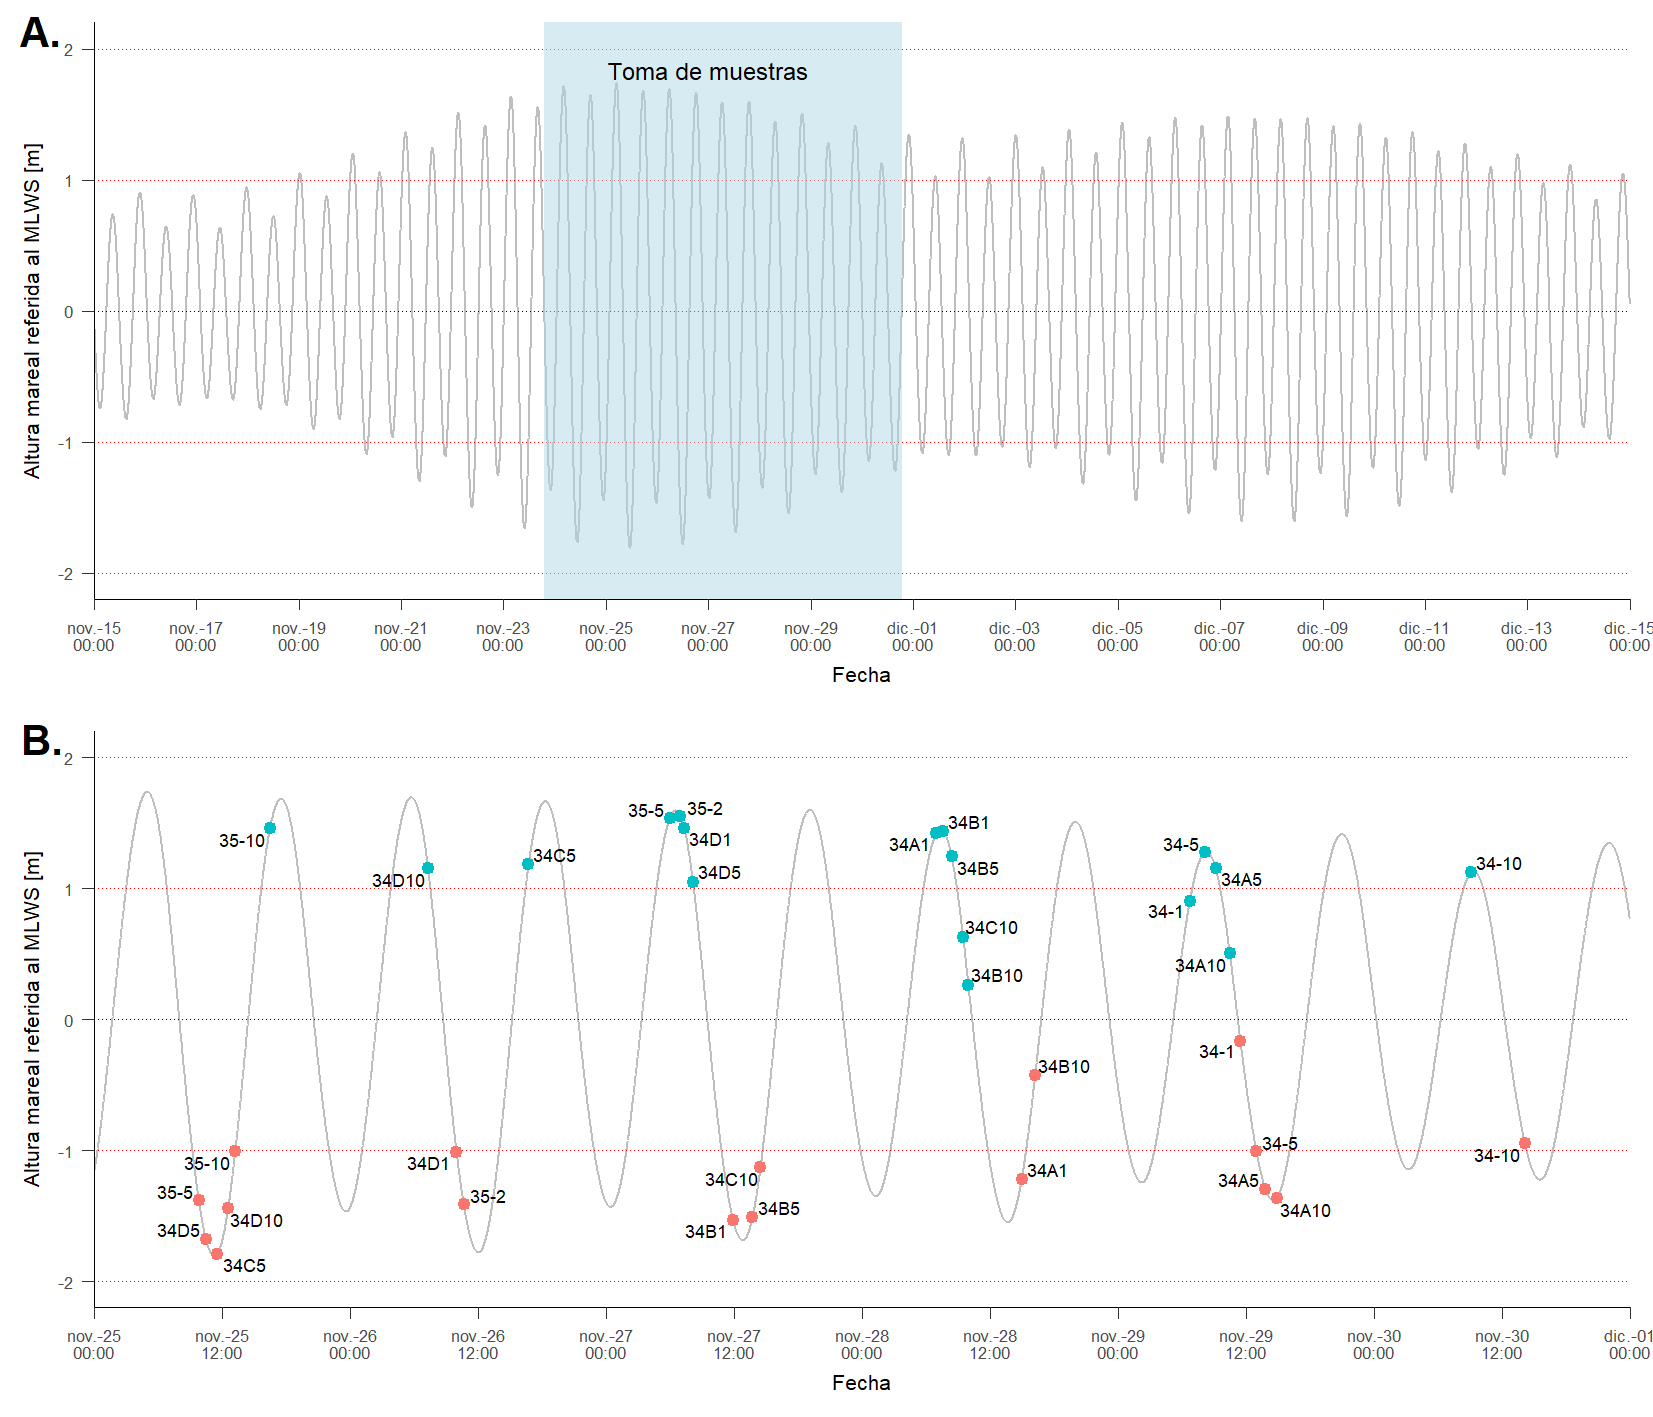 A.
Toma de muestras
Altura mareal referida al MLWS [m]
2
1
0
-1
-2
nov.-15 nov.-17 nov.-19 nov.-21 nov.-23 nov.-25 nov.-27 nov.-29 dic.-01 dic.-03 dic.-05 dic.-07 dic.-09 dic.-11 dic.-13 dic.-15
00:00 00:00 00:00 00:00 00:00 00:00 00:00 00:00 00:00 00:00 00:00 00:00 00:00 00:00 00:00 00:00
Fecha
B.
Altura mareal referida al MLWS [m]
2
1
0
-1
-2
35-5 35-2
34B1
35-10
34D1
34A1
34-5
34C5
34-10
34B5
34D5
34D10
34A5
34-1
34C10
34A10
34B10
34-1
34B10
34-5
35-10
34D1
34-10
34A1
34C10
34A5
35-5
35-2
34B5
34A10
34D10
34D5
34B1
34C5
nov.-25 nov.-25 nov.-26 nov.-26 nov.-27 nov.-27 nov.-28 nov.-28 nov.-29 nov.-29 nov.-30 nov.-30 dic.-01
00:00 12:00 00:00 12:00 00:00 12:00 00:00 12:00 00:00 12:00 00:00 12:00 00:00
Fecha